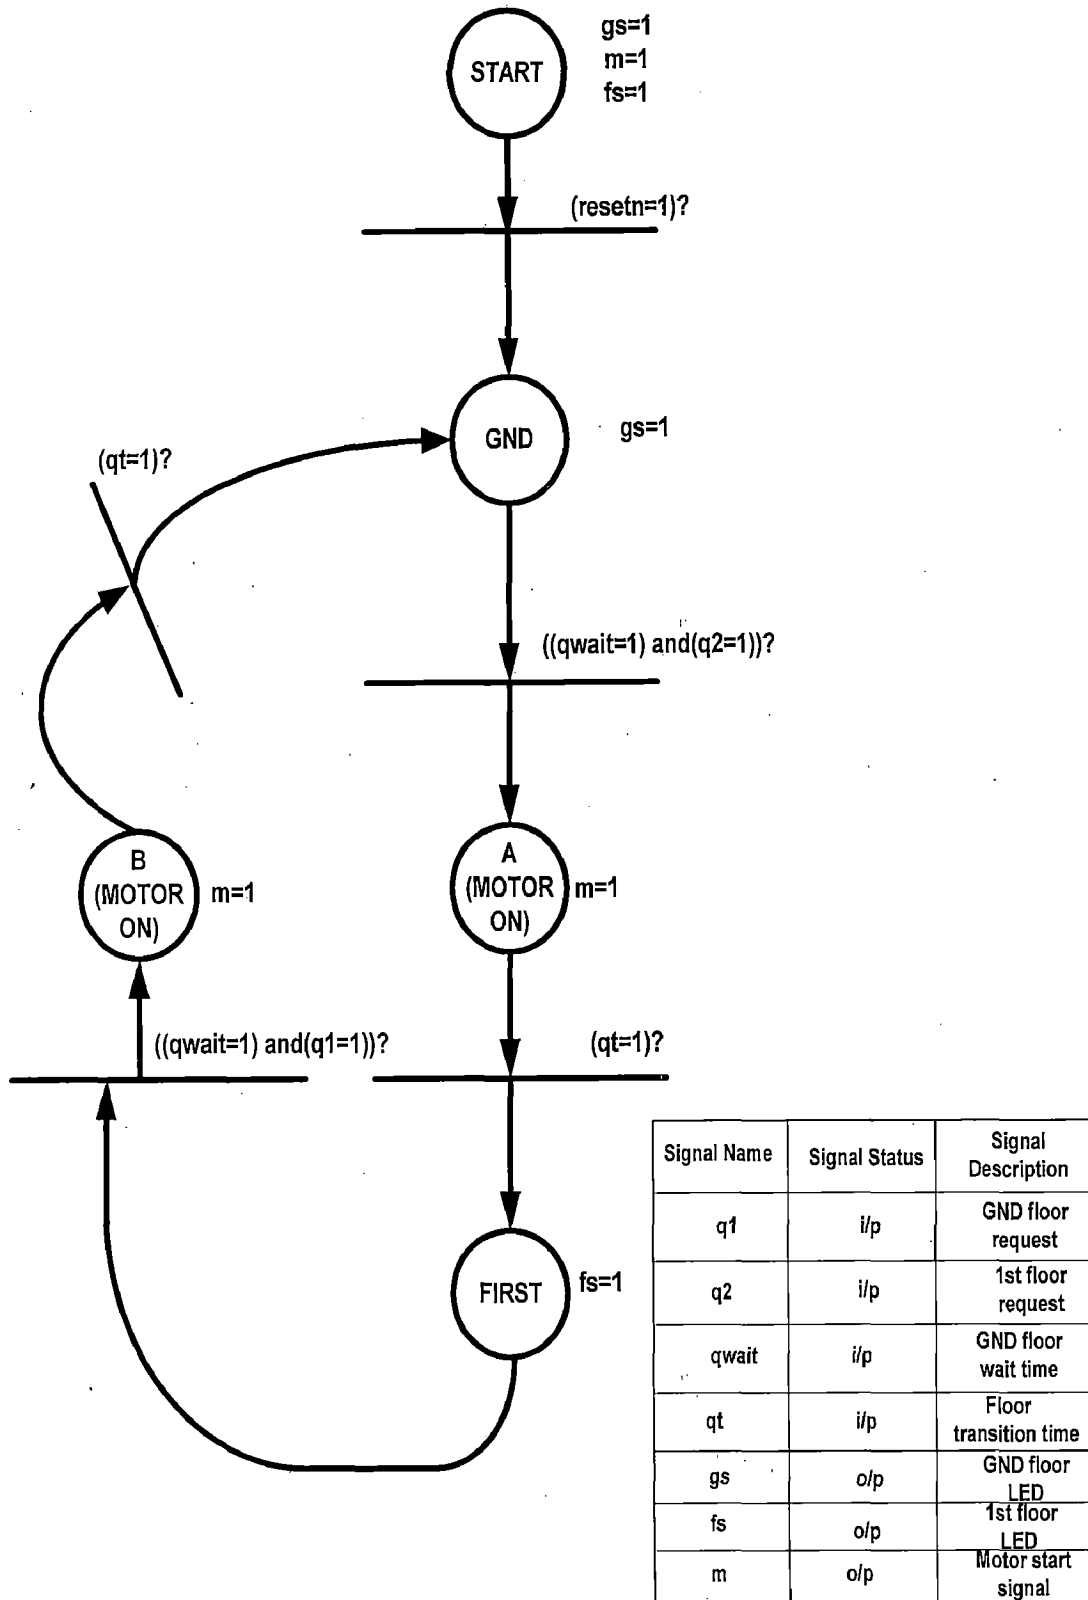 gs=1
m=1
fs=1
START
(resetn=1)?
GND
gs=1
(qt=1)?
((qwait=1) and(q2=1))?
A
(MOTOR
ON)
m=1
B
(MOTOR
ON)
m=1
((qwait=1) and(q1=1))?
(qt=1)?
FIRST
fs=1
Signal Name
Signal Status
Signal
Description
q1
i/p
GND floor
request
q2
i/p
1st floor
request
qwait
i/p
GND floor
wait time
qt
i/p
Floor
transition time
gs
o/p
GND floor
LED
fs
o/p
1st floor
LED
m
o/p
Motor start
signal